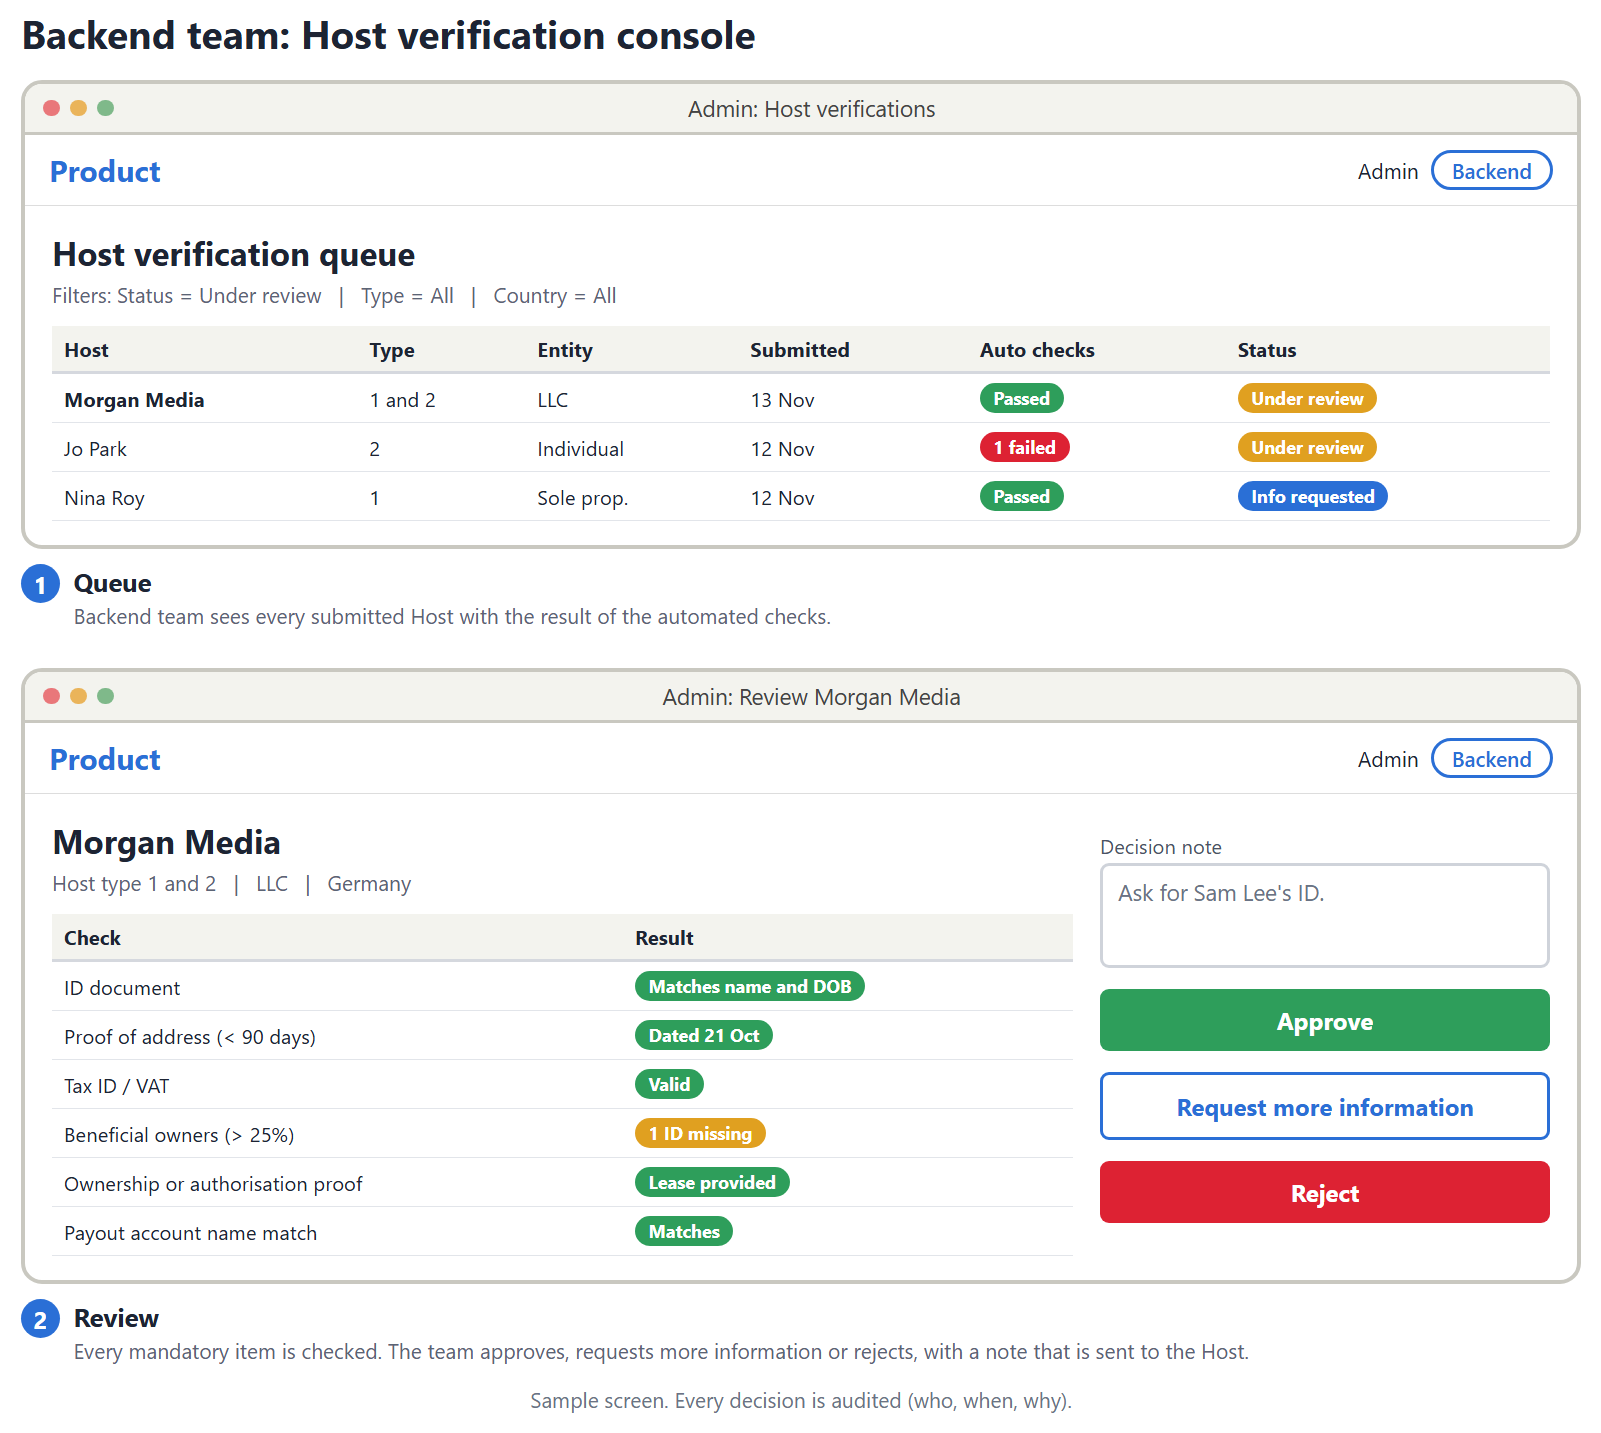 Backend team: Host verification console
Admin: Host verifications
Product
Admin Backend
Host verification queue
Filters: Status = Under review | Type = All | Country = All
Host Type Entity Submitted Auto checks Status
Morgan Media 1 and 2 LLC 13 Nov Passed Under review
Jo Park 2 Individual 12 Nov 1 failed Under review
Nina Roy 1 Sole prop. 12 Nov Passed Info requested
1 Queue
Backend team sees every submitted Host with the result of the automated checks.
Admin: Review Morgan Media
Product
Admin Backend
Morgan Media
Host type 1 and 2 | LLC | Germany
Check Result
ID document Matches name and DOB
Proof of address (< 90 days) Dated 21 Oct
Tax ID / VAT Valid
Beneficial owners (> 25%) 1 ID missing
Ownership or authorisation proof Lease provided
Payout account name match Matches
Decision note
Ask for Sam Lee's ID.
Approve
Request more information
Reject
2 Review
Every mandatory item is checked. The team approves, requests more information or rejects, with a note that is sent to the Host.
Sample screen. Every decision is audited (who, when, why).